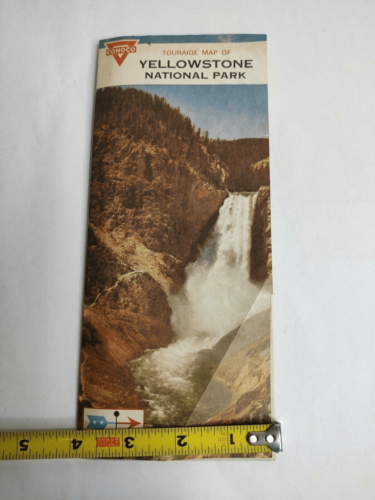 CONOCO
TOURAIDE MAP OF
YELLOWSTONE
NATIONAL PARK
5 4 3 2 1